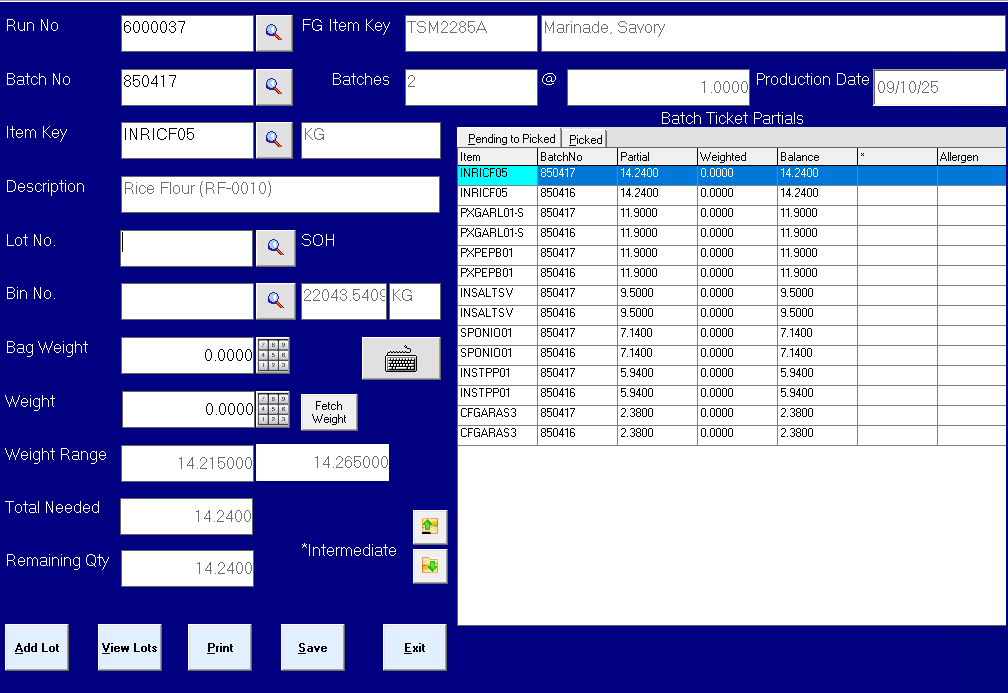 Run No 6000037 FG Item Key TSM2285A Marinade, Savory
Batch No 850417 Batches 2 @ 1.0000 Production Date 09/10/25
Item Key INRICF05 KG
Description Rice Flour (RF-0010)
Lot No. SOH
Bin No. 22043.5409 KG
Bag Weight 0.0000
Weight 0.0000 Fetch Weight
Weight Range 14.215000 14.265000
Total Needed 14.2400
Remaining Qty 14.2400
*Intermediate
Add Lot View Lots Print Save Exit
Batch Ticket Partials
Pending to Picked Picked
Item BatchNo Partial Weighted Balance * Allergen
INRICF05 850417 14.2400 0.0000 14.2400
INRICF05 850416 14.2400 0.0000 14.2400
PXGARL01-S 850417 11.9000 0.0000 11.9000
PXGARL01-S 850416 11.9000 0.0000 11.9000
PXPEPB01 850417 11.9000 0.0000 11.9000
PXPEPB01 850416 11.9000 0.0000 11.9000
INSALTSV 850417 9.5000 0.0000 9.5000
INSALTSV 850416 9.5000 0.0000 9.5000
SPONIO01 850417 7.1400 0.0000 7.1400
SPONIO01 850416 7.1400 0.0000 7.1400
INSTPP01 850417 5.9400 0.0000 5.9400
INSTPP01 850416 5.9400 0.0000 5.9400
CFGARAS3 850417 2.3800 0.0000 2.3800
CFGARAS3 850416 2.3800 0.0000 2.3800